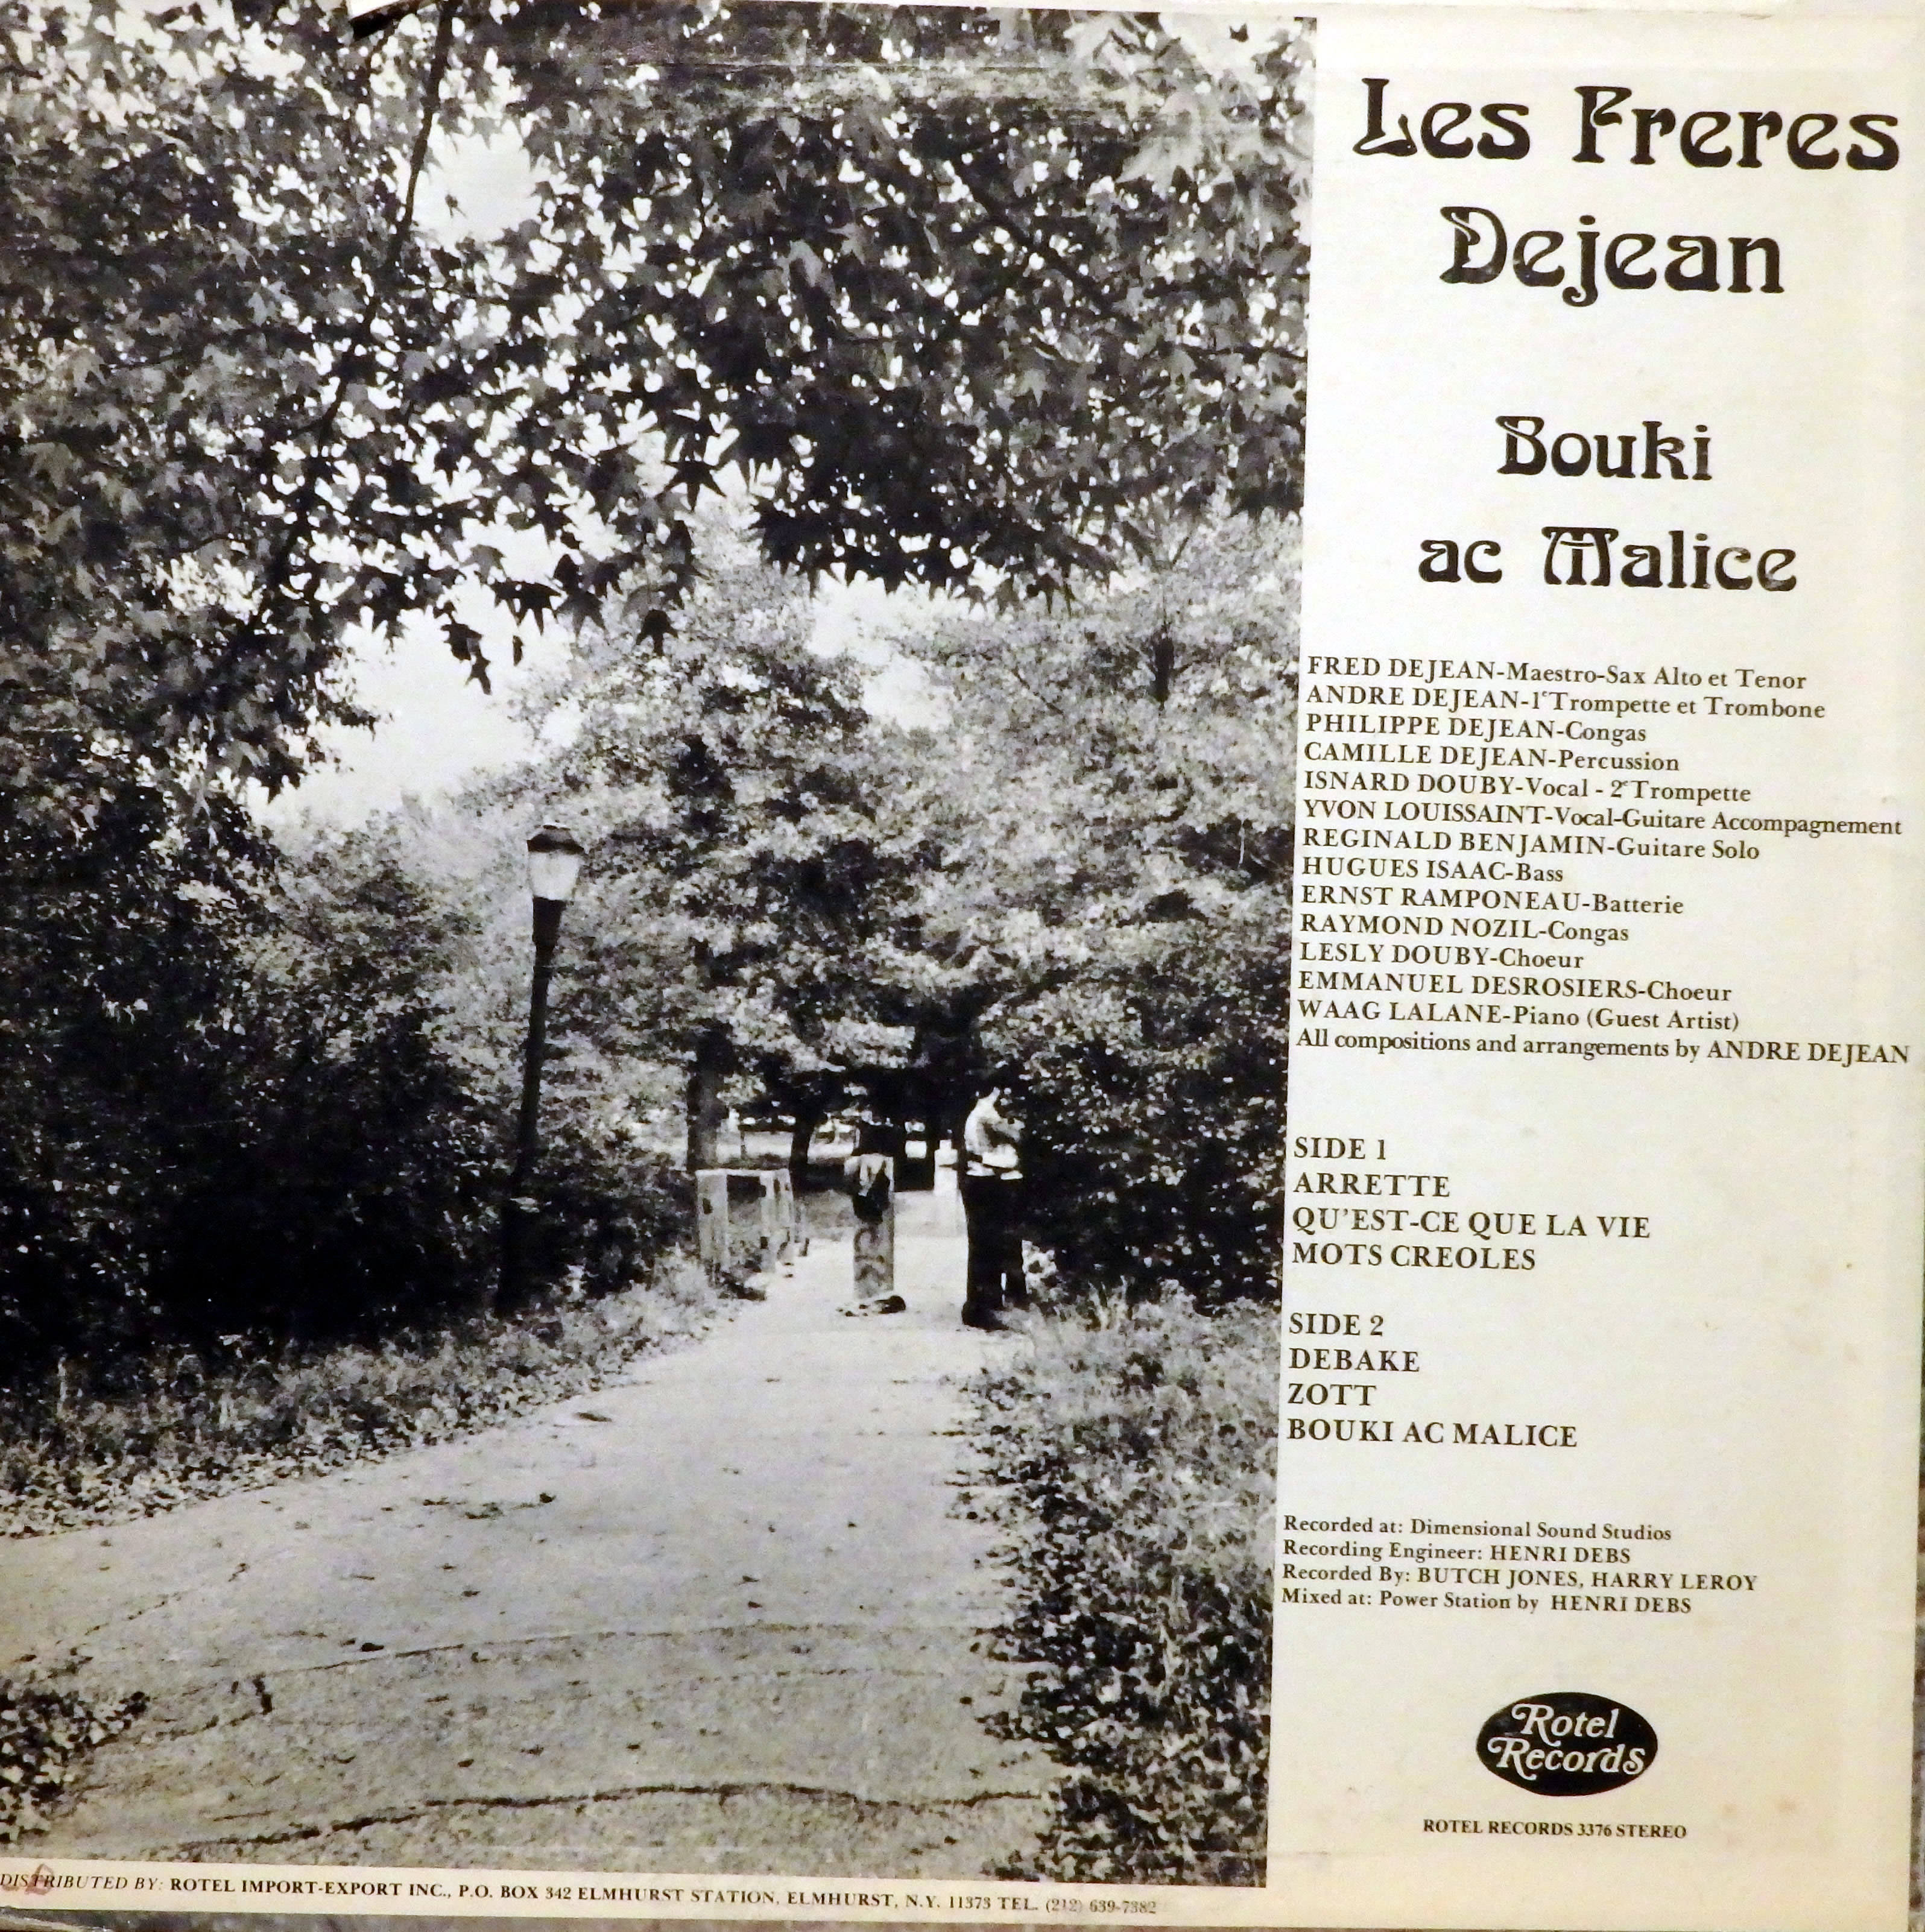 Les Freres
Dejean
Bouki
ac Malice
FRED DEJEAN-Maestro-Sax Alto et Tenor
ANDRE DEJEAN-1e Trompette et Trombone
PHILIPPE DEJEAN-Congas
CAMILLE DEJEAN-Percussion
ISNARD DOUBY-Vocal - 2e Trompette
YVON LOUISSAINT-Vocal-Guitare Accompagnement
REGINALD BENJAMIN-Guitare Solo
HUGUES ISAAC-Bass
ERNST RAMPONEAU-Batterie
RAYMOND NOZIL-Congas
LESLY DOUBY-Choeur
EMMANUEL DESROSIERS-Choeur
WAAG LALANE-Piano (Guest Artist)
All compositions and arrangements by ANDRE DEJEAN
SIDE 1
ARRETTE
QU'EST-CE QUE LA VIE
MOTS CREOLES
SIDE 2
DEBAKE
ZOTT
BOUKI AC MALICE
Recorded at: Dimensional Sound Studios
Recording Engineer: HENRI DEBS
Recorded By: BUTCH JONES, HARRY LEROY
Mixed at: Power Station by HENRI DEBS
Rotel
Records
ROTEL RECORDS 3376 STEREO
DISTRIBUTED BY: ROTEL IMPORT-EXPORT INC., P.O. BOX 342 ELMHURST STATION, ELMHURST, N.Y. 11373 TEL. (212) 639-7382